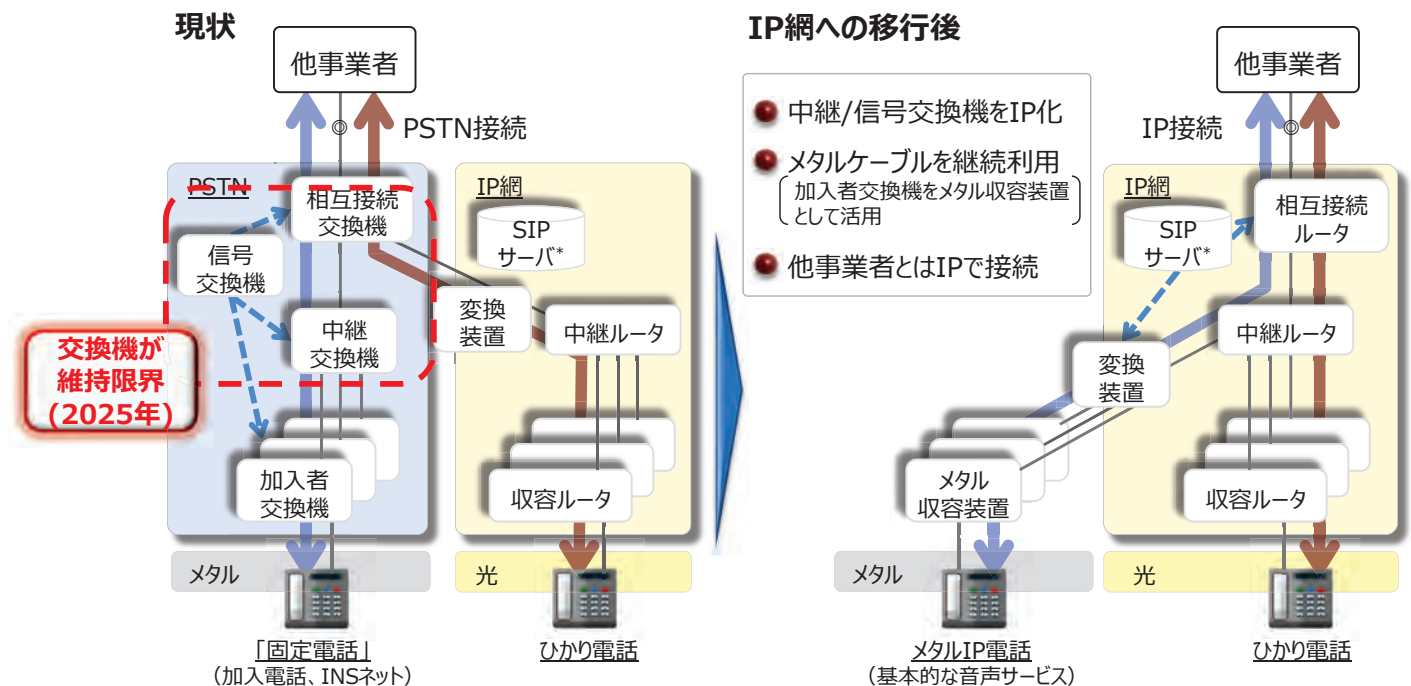 現状
他事業者
PSTN接続
PSTN
相互接続
交換機
信号
交換機
中継
交換機
交換機が
維持限界
(2025年)
加入者
交換機
IP網
SIP
サーバ*
変換
装置
中継ルータ
収容ルータ
メタル
光
「固定電話」
(加入電話、INSネット)
ひかり電話
IP網への移行後
中継/信号交換機をIP化
メタルケーブルを継続利用
加入者交換機をメタル収容装置
として活用
他事業者とはIPで接続
他事業者
IP接続
◎
◎
IP網
SIP
サーバ*
相互接続
ルータ
中継ルータ
変換
装置
メタル
収容装置
収容ルータ
メタル
光
メタルIP電話
(基本的な音声サービス)
ひかり電話